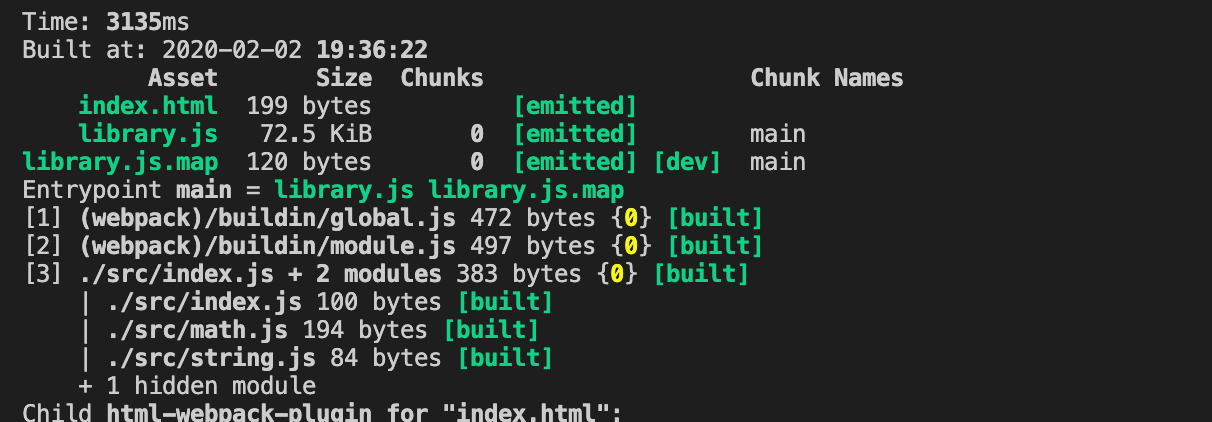 Time: 3135ms
Built at: 2020-02-02 19:36:22
Asset Size Chunks Chunk Names
index.html 199 bytes [emitted]
library.js 72.5 KiB 0 [emitted] main
library.js.map 120 bytes 0 [emitted] [dev] main
Entrypoint main = library.js library.js.map
[1] (webpack)/buildin/global.js 472 bytes {0} [built]
[2] (webpack)/buildin/module.js 497 bytes {0} [built]
[3] ./src/index.js + 2 modules 383 bytes {0} [built]
| ./src/index.js 100 bytes [built]
| ./src/math.js 194 bytes [built]
| ./src/string.js 84 bytes [built]
+ 1 hidden module
Child html-webpack-plugin for "index.html":